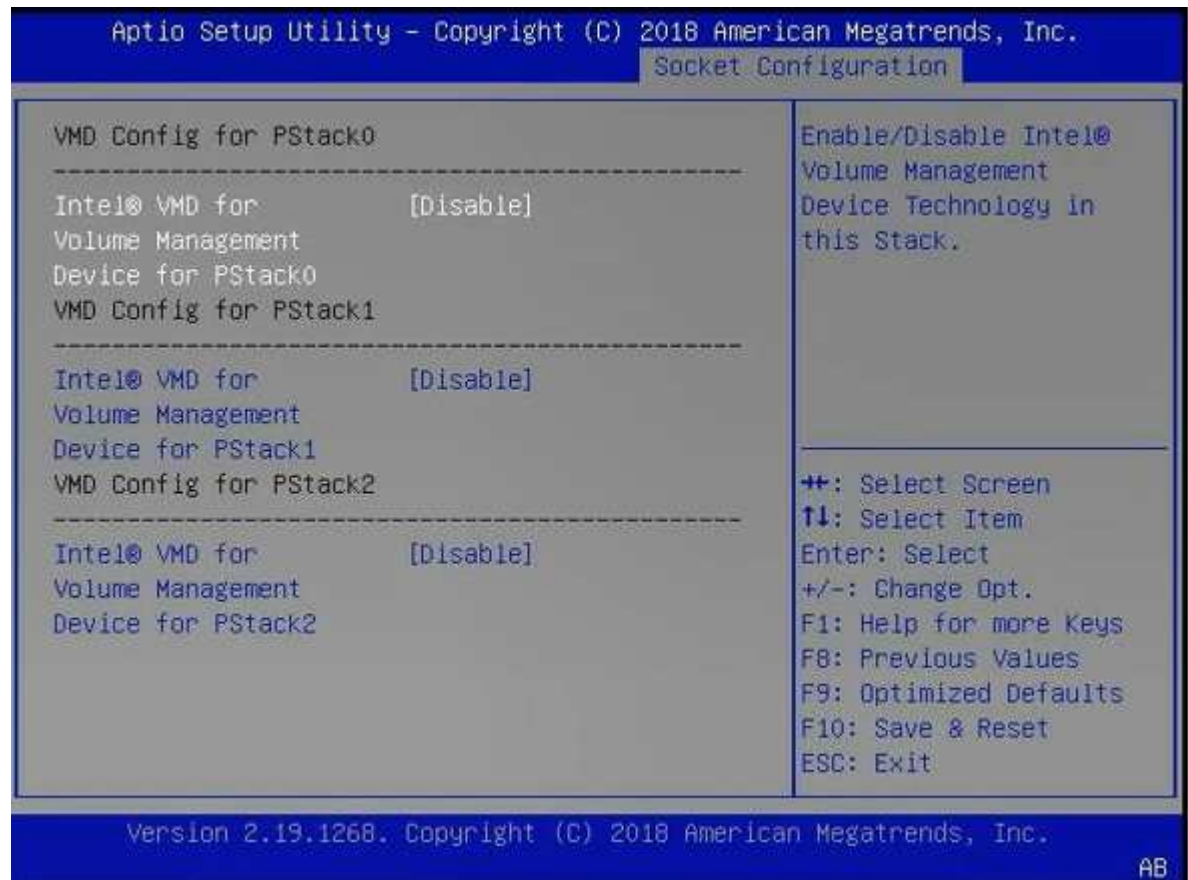 Aptio Setup Utility – Copyright (C) 2018 American Megatrends, Inc.
Socket Configuration
VMD Config for PStack0
------------------------------------------------
Intel® VMD for [Disable]
Volume Management
Device for PStack0
VMD Config for PStack1
------------------------------------------------
Intel® VMD for [Disable]
Volume Management
Device for PStack1
VMD Config for PStack2
------------------------------------------------
Intel® VMD for [Disable]
Volume Management
Device for PStack2
Enable/Disable Intel®
Volume Management
Device Technology in
this Stack.
→←: Select Screen
↑↓: Select Item
Enter: Select
+/-: Change Opt.
F1: Help for more Keys
F8: Previous Values
F9: Optimized Defaults
F10: Save & Reset
ESC: Exit
Version 2.19.1268. Copyright (C) 2018 American Megatrends, Inc.
AB